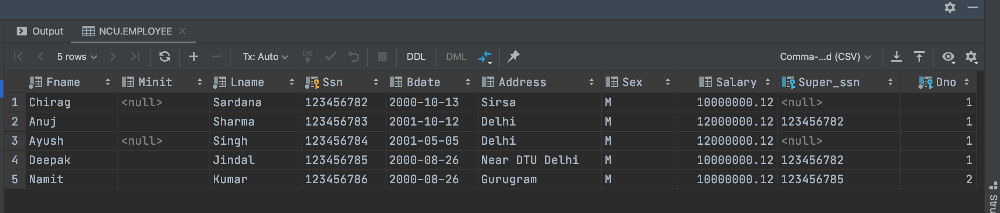 Output NCU.EMPLOYEE
5 rows Tx: Auto DB DDL DML Comma-...d (CSV)
Fname Minit Lname Ssn Bdate Address Sex Salary Super_ssn Dno
1 Chirag <null> Sardana 123456782 2000-10-13 Sirsa M 10000000.12 <null> 1
2 Anuj Sharma 123456783 2001-10-12 Delhi M 12000000.12 123456782 1
3 Ayush <null> Singh 123456784 2001-05-05 Delhi M 12000000.12 <null> 1
4 Deepak Jindal 123456785 2000-08-26 Near DTU Delhi M 10000000.12 123456782 1
5 Namit Kumar 123456786 2000-08-26 Gurugram M 10000000.12 123456785 2
Stru